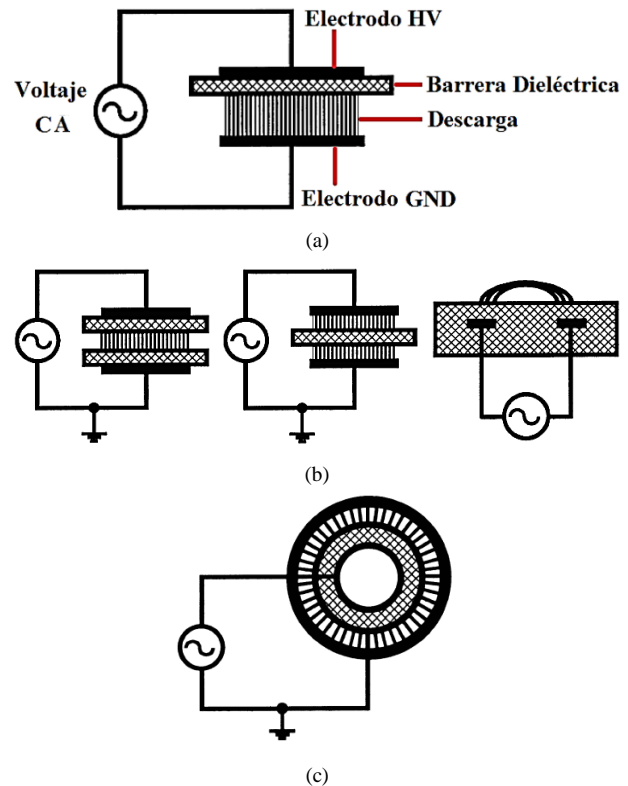 Electrodo HV
Voltaje
CA
Barrera Dieléctrica
Descarga
Electrodo GND
(a)
(b)
(c)